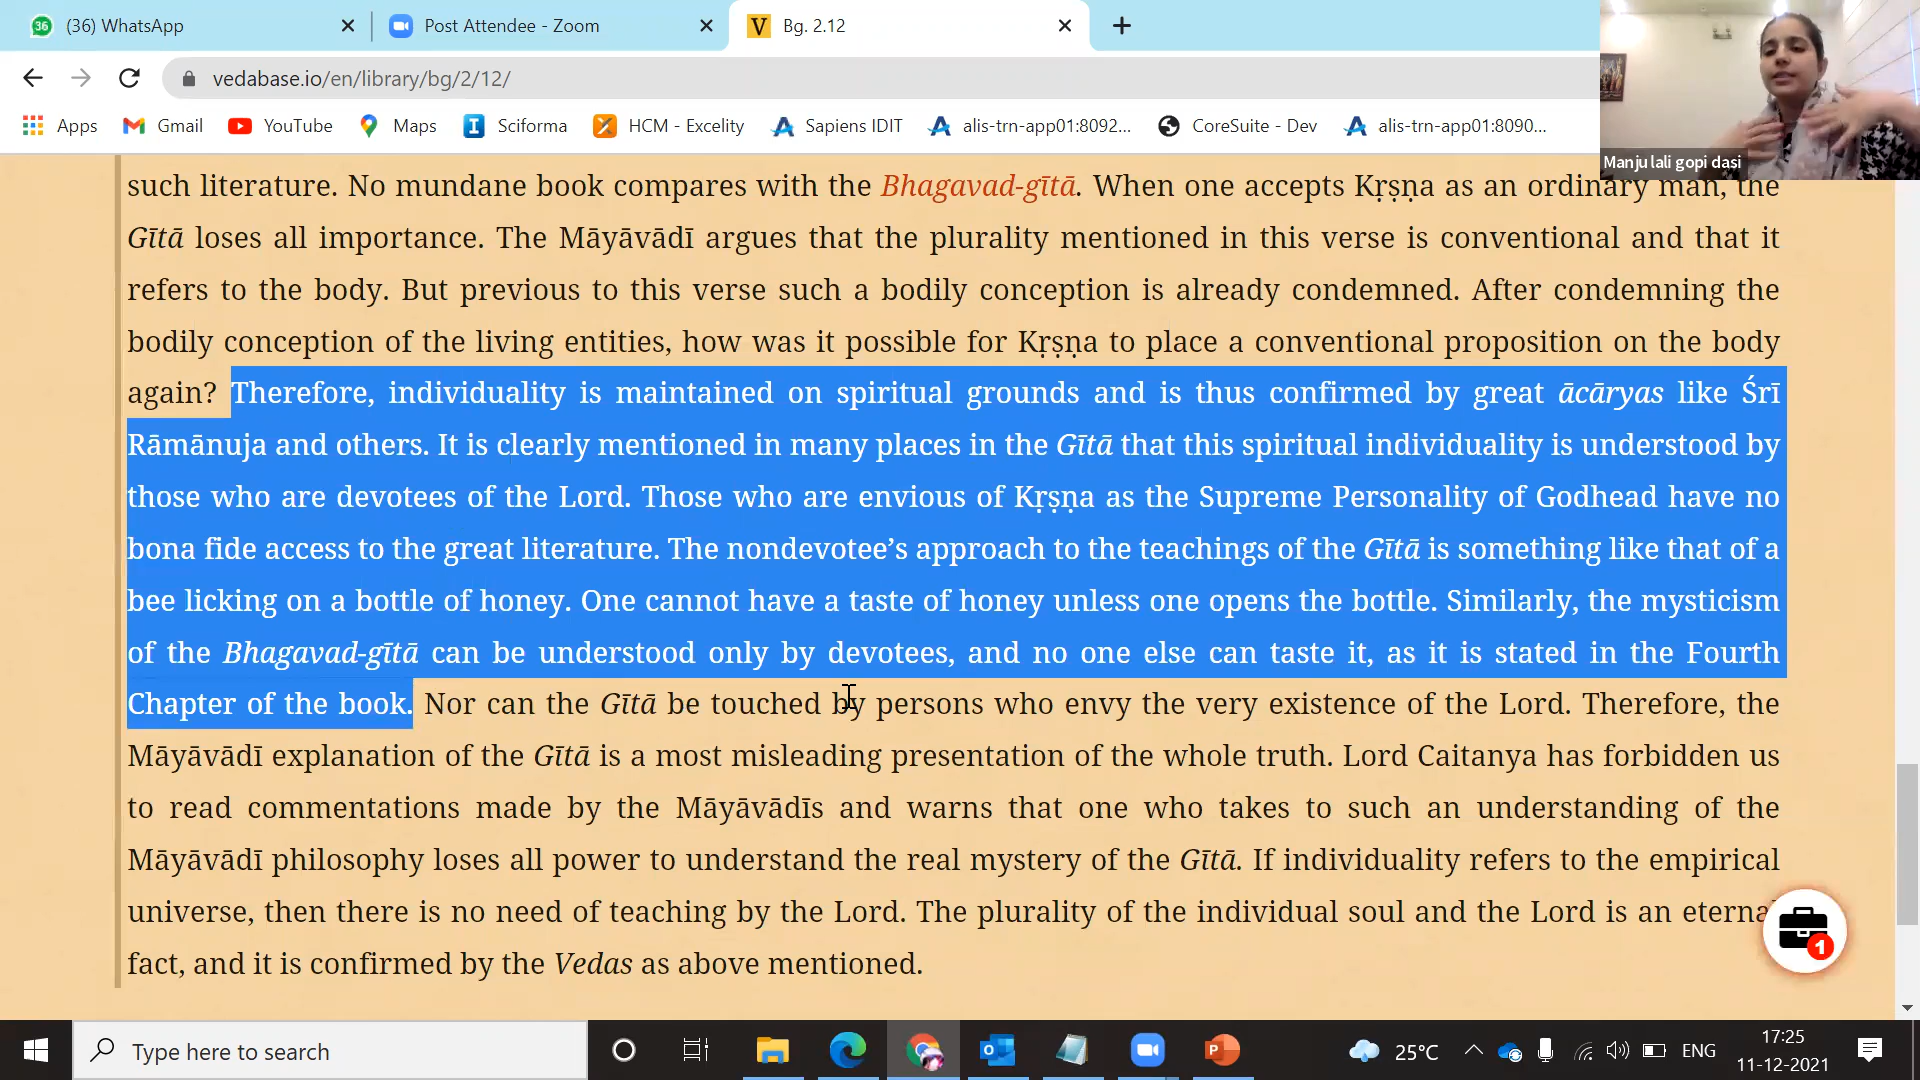 36 (36) WhatsApp
Post Attendee - Zoom
V Bg. 2.12
vedabase.io/en/library/bg/2/12/
Apps Gmail YouTube Maps I Sciforma HCM - Excelity Sapiens IDIT alis-trn-app01:8092... CoreSuite - Dev alis-trn-app01:8090...
Manju lali gopi dasi
such literature. No mundane book compares with the Bhagavad-gītā. When one accepts Kṛṣṇa as an ordinary man, the
Gītā loses all importance. The Māyāvādī argues that the plurality mentioned in this verse is conventional and that it
refers to the body. But previous to this verse such a bodily conception is already condemned. After condemning the
bodily conception of the living entities, how was it possible for Kṛṣṇa to place a conventional proposition on the body
again? Therefore, individuality is maintained on spiritual grounds and is thus confirmed by great ācāryas like Śrī
Rāmānuja and others. It is clearly mentioned in many places in the Gītā that this spiritual individuality is understood by
those who are devotees of the Lord. Those who are envious of Kṛṣṇa as the Supreme Personality of Godhead have no
bona fide access to the great literature. The nondevotee’s approach to the teachings of the Gītā is something like that of a
bee licking on a bottle of honey. One cannot have a taste of honey unless one opens the bottle. Similarly, the mysticism
of the Bhagavad-gītā can be understood only by devotees, and no one else can taste it, as it is stated in the Fourth
Chapter of the book. Nor can the Gītā be touched by persons who envy the very existence of the Lord. Therefore, the
Māyāvādī explanation of the Gītā is a most misleading presentation of the whole truth. Lord Caitanya has forbidden us
to read commentations made by the Māyāvādīs and warns that one who takes to such an understanding of the
Māyāvādī philosophy loses all power to understand the real mystery of the Gītā. If individuality refers to the empirical
universe, then there is no need of teaching by the Lord. The plurality of the individual soul and the Lord is an eternal
fact, and it is confirmed by the Vedas as above mentioned.
1
Type here to search
25°C
ENG
17:25
11-12-2021